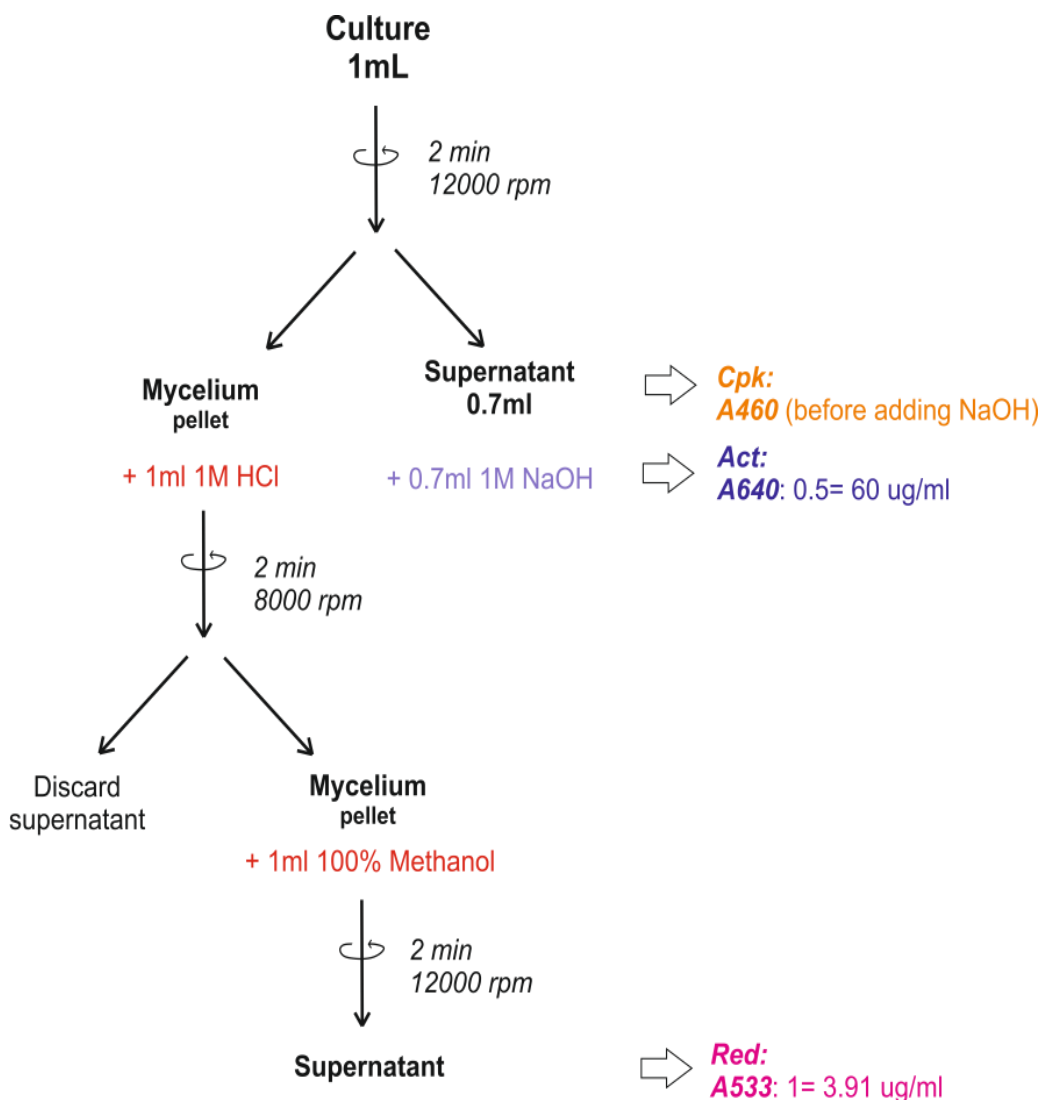 Culture
1mL
2 min
12000 rpm
Mycelium
pellet
Supernatant
0.7ml
Cpk:
A460 (before adding NaOH)
+ 1ml 1M HCl
+ 0.7ml 1M NaOH
Act:
A640: 0.5= 60 ug/ml
2 min
8000 rpm
Discard
supernatant
Mycelium
pellet
+ 1ml 100% Methanol
2 min
12000 rpm
Supernatant
Red:
A533: 1= 3.91 ug/ml